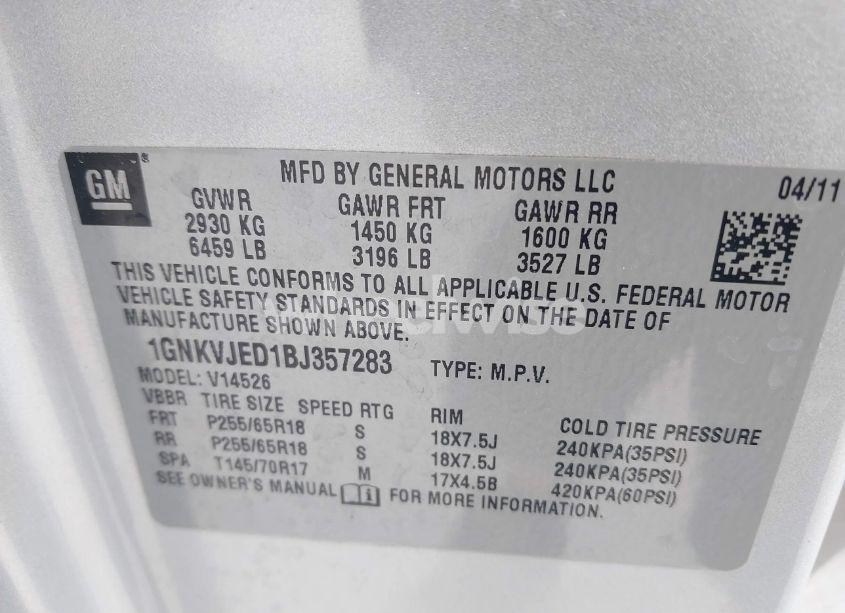 GM
MFD BY GENERAL MOTORS LLC 04/11
GVWR GAWR FRT GAWR RR
2930 KG 1450 KG 1600 KG
6459 LB 3196 LB 3527 LB
THIS VEHICLE CONFORMS TO ALL APPLICABLE U.S. FEDERAL MOTOR
VEHICLE SAFETY STANDARDS IN EFFECT ON THE DATE OF
MANUFACTURE SHOWN ABOVE.
1GNKVJED1BJ357283 TYPE: M.P.V.
MODEL: V14526
VBBR TIRE SIZE SPEED RTG RIM COLD TIRE PRESSURE
FRT P255/65R18 S 18X7.5J 240KPA(35PSI)
RR P255/65R18 S 18X7.5J 240KPA(35PSI)
SPA T145/70R17 M 17X4.5B 420KPA(60PSI)
SEE OWNER'S MANUAL FOR MORE INFORMATION.